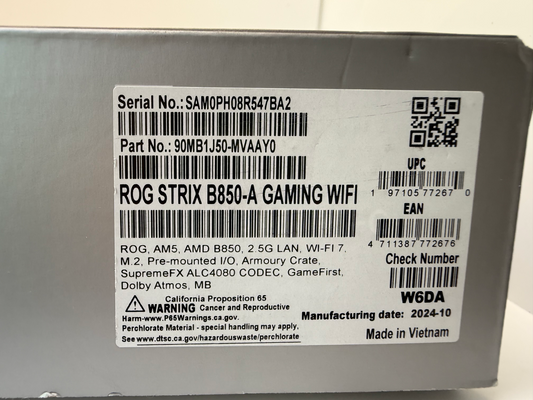 Serial No.: SAM0PH08R547BA2
Part No.: 90MB1J50-MVAAY0
ROG STRIX B850-A GAMING WIFI
ROG, AM5, AMD B850, 2.5G LAN, WI-FI 7,
M.2, Pre-mounted I/O, Armoury Crate,
SupremeFX ALC4080 CODEC, GameFirst,
Dolby Atmos, MB
California Proposition 65
WARNING Cancer and Reproductive
Harm-www.P65Warnings.ca.gov.
Perchlorate Material - special handling may apply.
See www.dtsc.ca.gov/hazardouswaste/perchlorate
UPC
1 97105 77267 0
EAN
4 711387 772676
Check Number
W6DA
Manufacturing date: 2024-10
Made in Vietnam